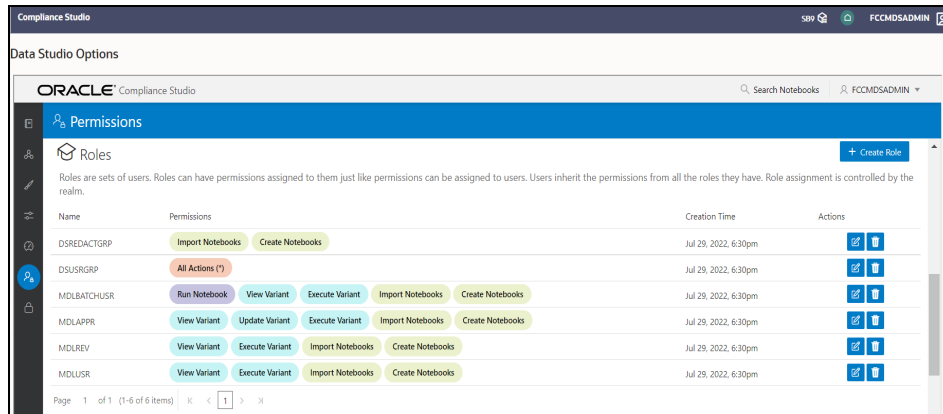 Compliance Studio SB9 FCCMDSADMIN
Data Studio Options
ORACLE Compliance Studio Search Notebooks FCCMDSADMIN
Permissions
Roles + Create Role
Roles are sets of users. Roles can have permissions assigned to them just like permissions can be assigned to users. Users inherit the permissions from all the roles they have. Role assignment is controlled by the
realm.
Name Permissions Creation Time Actions
DSREDACTGRP Import Notebooks Create Notebooks Jul 29, 2022, 6:30pm
DSUSRGRP All Actions (*) Jul 29, 2022, 6:30pm
MDLBATCHUSR Run Notebook View Variant Execute Variant Import Notebooks Create Notebooks Jul 29, 2022, 6:30pm
MDLAPPR View Variant Update Variant Execute Variant Import Notebooks Create Notebooks Jul 29, 2022, 6:30pm
MDLREV View Variant Execute Variant Import Notebooks Create Notebooks Jul 29, 2022, 6:30pm
MDLUSR View Variant Execute Variant Import Notebooks Create Notebooks Jul 29, 2022, 6:30pm
Page 1 of 1 (1-6 of 6 items) K < 1 > X